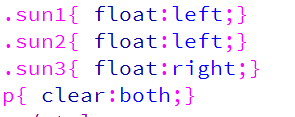 .sun1{ float:left;}
.sun2{ float:left;}
.sun3{ float:right;}
p{ clear:both;}